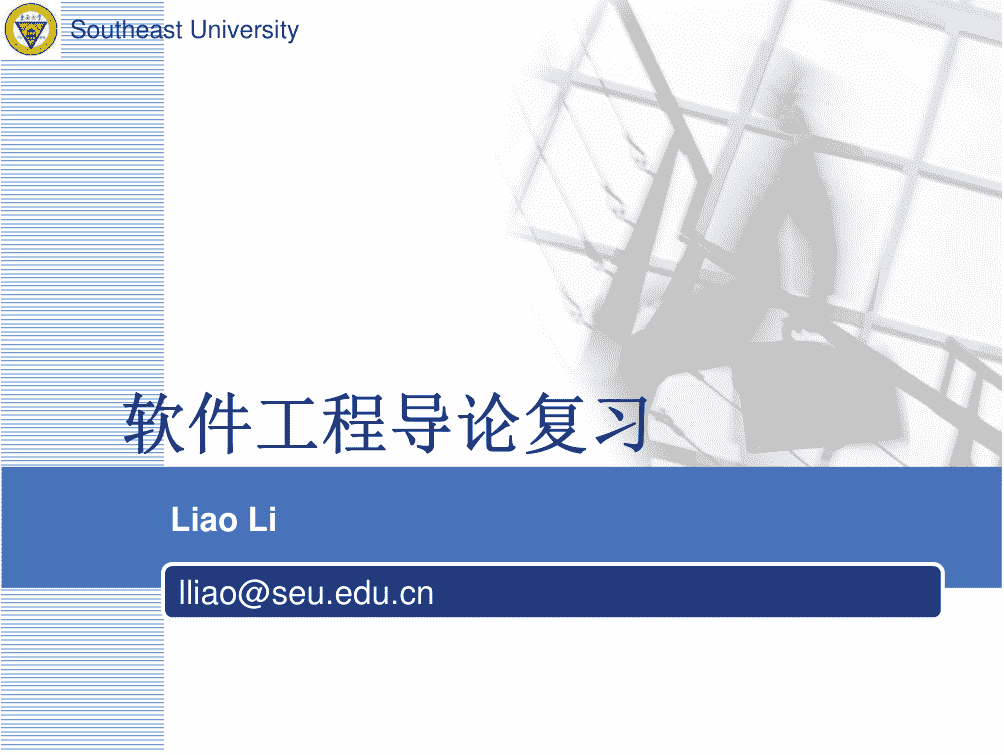 Southeast University
软件工程导论复习
Liao Li
lliao@seu.edu.cn